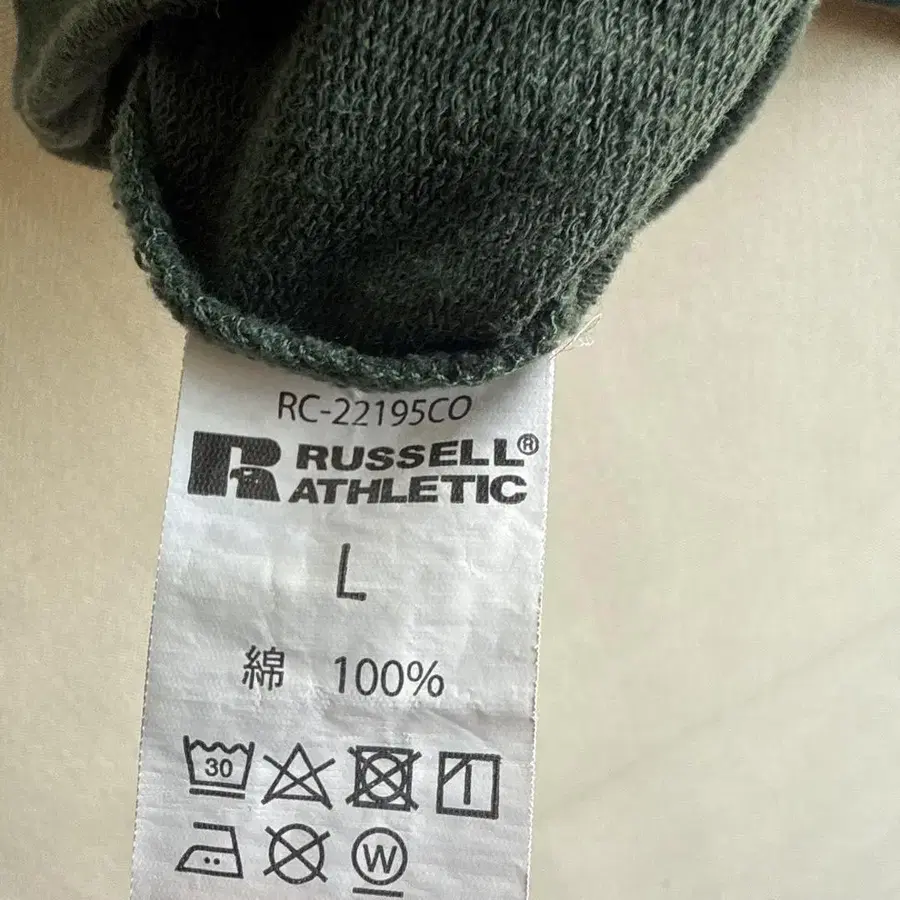 RC-22195CO
RUSSELL®
ATHLETIC
L
綿 100%
30
W